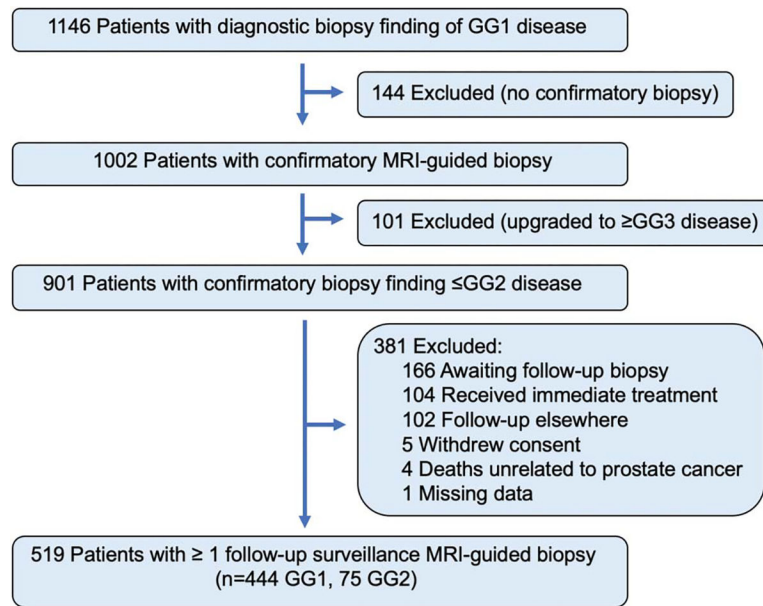 1146 Patients with diagnostic biopsy finding of GG1 disease
144 Excluded (no confirmatory biopsy)
1002 Patients with confirmatory MRI-guided biopsy
101 Excluded (upgraded to ≥GG3 disease)
901 Patients with confirmatory biopsy finding ≤GG2 disease
381 Excluded:
166 Awaiting follow-up biopsy
104 Received immediate treatment
102 Follow-up elsewhere
5 Withdrew consent
4 Deaths unrelated to prostate cancer
1 Missing data
519 Patients with ≥ 1 follow-up surveillance MRI-guided biopsy
(n=444 GG1, 75 GG2)